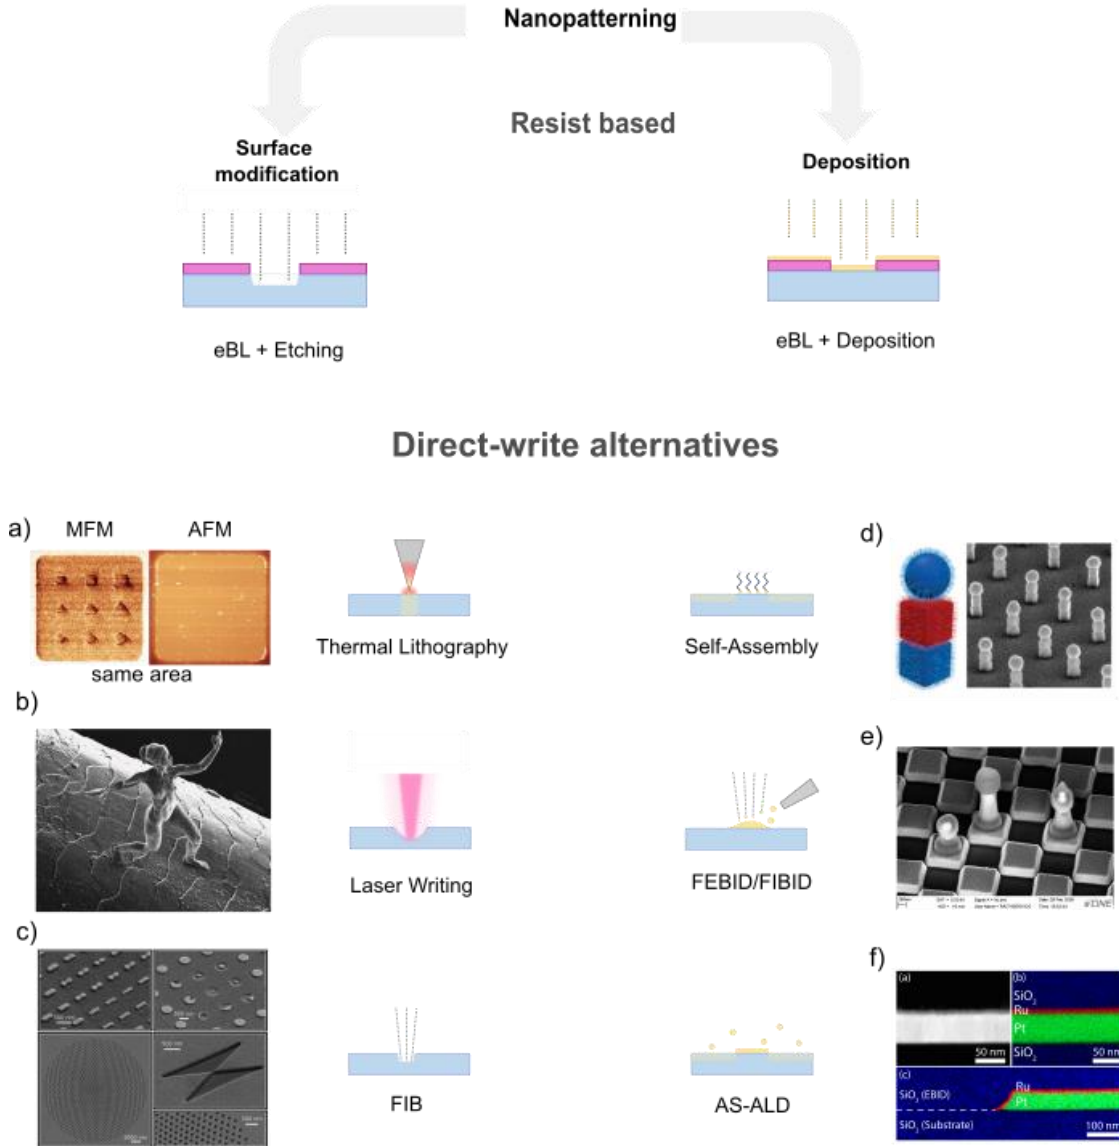 Nanopatterning
Resist based
Surface
modification
Deposition
eBL + Etching
eBL + Deposition
Direct-write alternatives
a)
MFM
AFM
same area
Thermal Lithography
Self-Assembly
d)
b)
Laser Writing
FEBID/FIBID
e)
c)
FIB
AS-ALD
f)
(a)
50 nm
(b)
SiO₂
Ru
Pt
SiO₂
50 nm
(c)
SiO₂ (EBID)
Ru
Pt
SiO₂ (Substrate)
100 nm